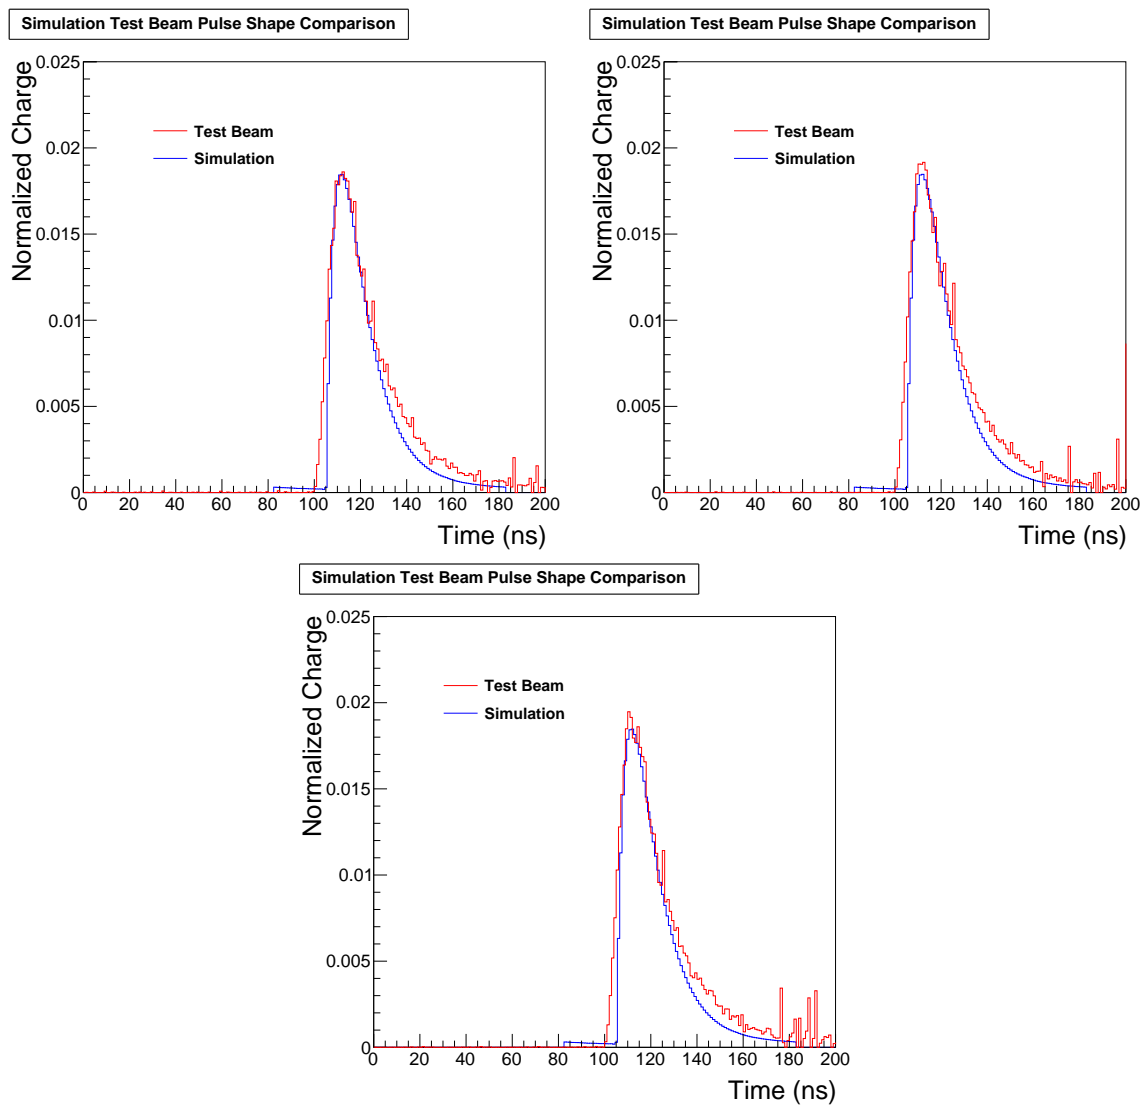 Simulation Test Beam Pulse Shape Comparison
Normalized Charge
0.025
0.02
0.015
0.01
0.005
0
Test Beam
Simulation
0 20 40 60 80 100 120 140 160 180 200
Time (ns)
Simulation Test Beam Pulse Shape Comparison
Normalized Charge
0.025
0.02
0.015
0.01
0.005
0
Test Beam
Simulation
0 20 40 60 80 100 120 140 160 180 200
Time (ns)
Simulation Test Beam Pulse Shape Comparison
Normalized Charge
0.025
0.02
0.015
0.01
0.005
0
Test Beam
Simulation
0 20 40 60 80 100 120 140 160 180 200
Time (ns)